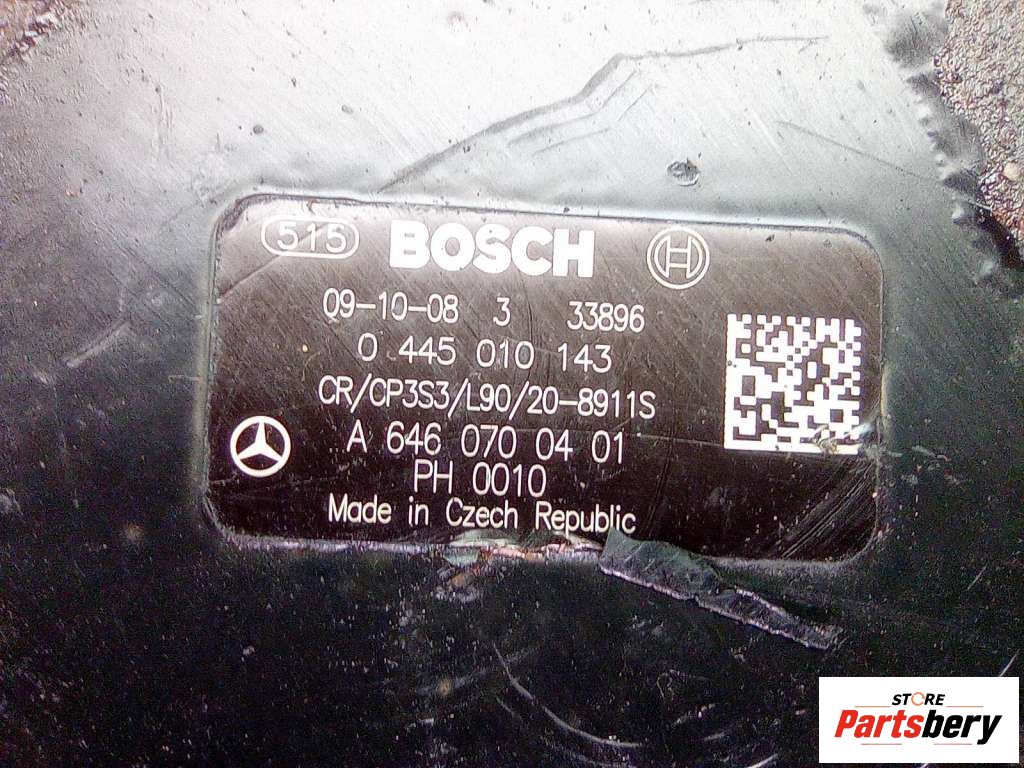 515 BOSCH
09-10-08 3 33896
0 445 010 143
CR/CP3S3/L90/20-8911S
A 646 070 04 01
PH 0010
Made in Czech Republic
STORE
Partsbery